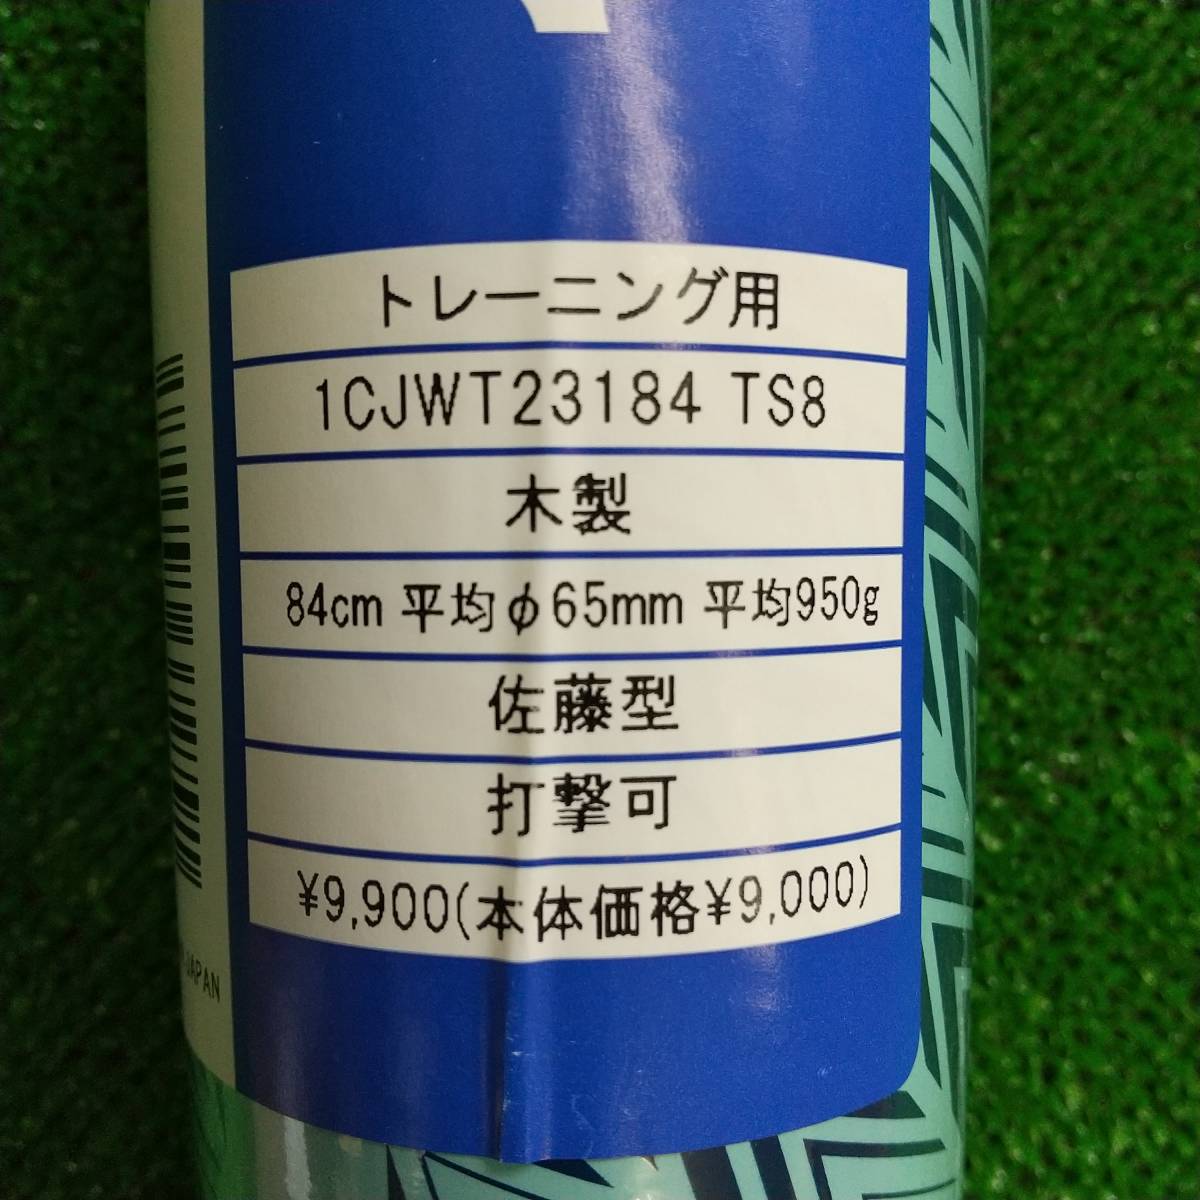 トレーニング用
1CJWT23184 TS8
木製
84cm 平均φ65mm 平均950g
佐藤型
打撃可
¥9,900(本体価格¥9,000)
JAPAN